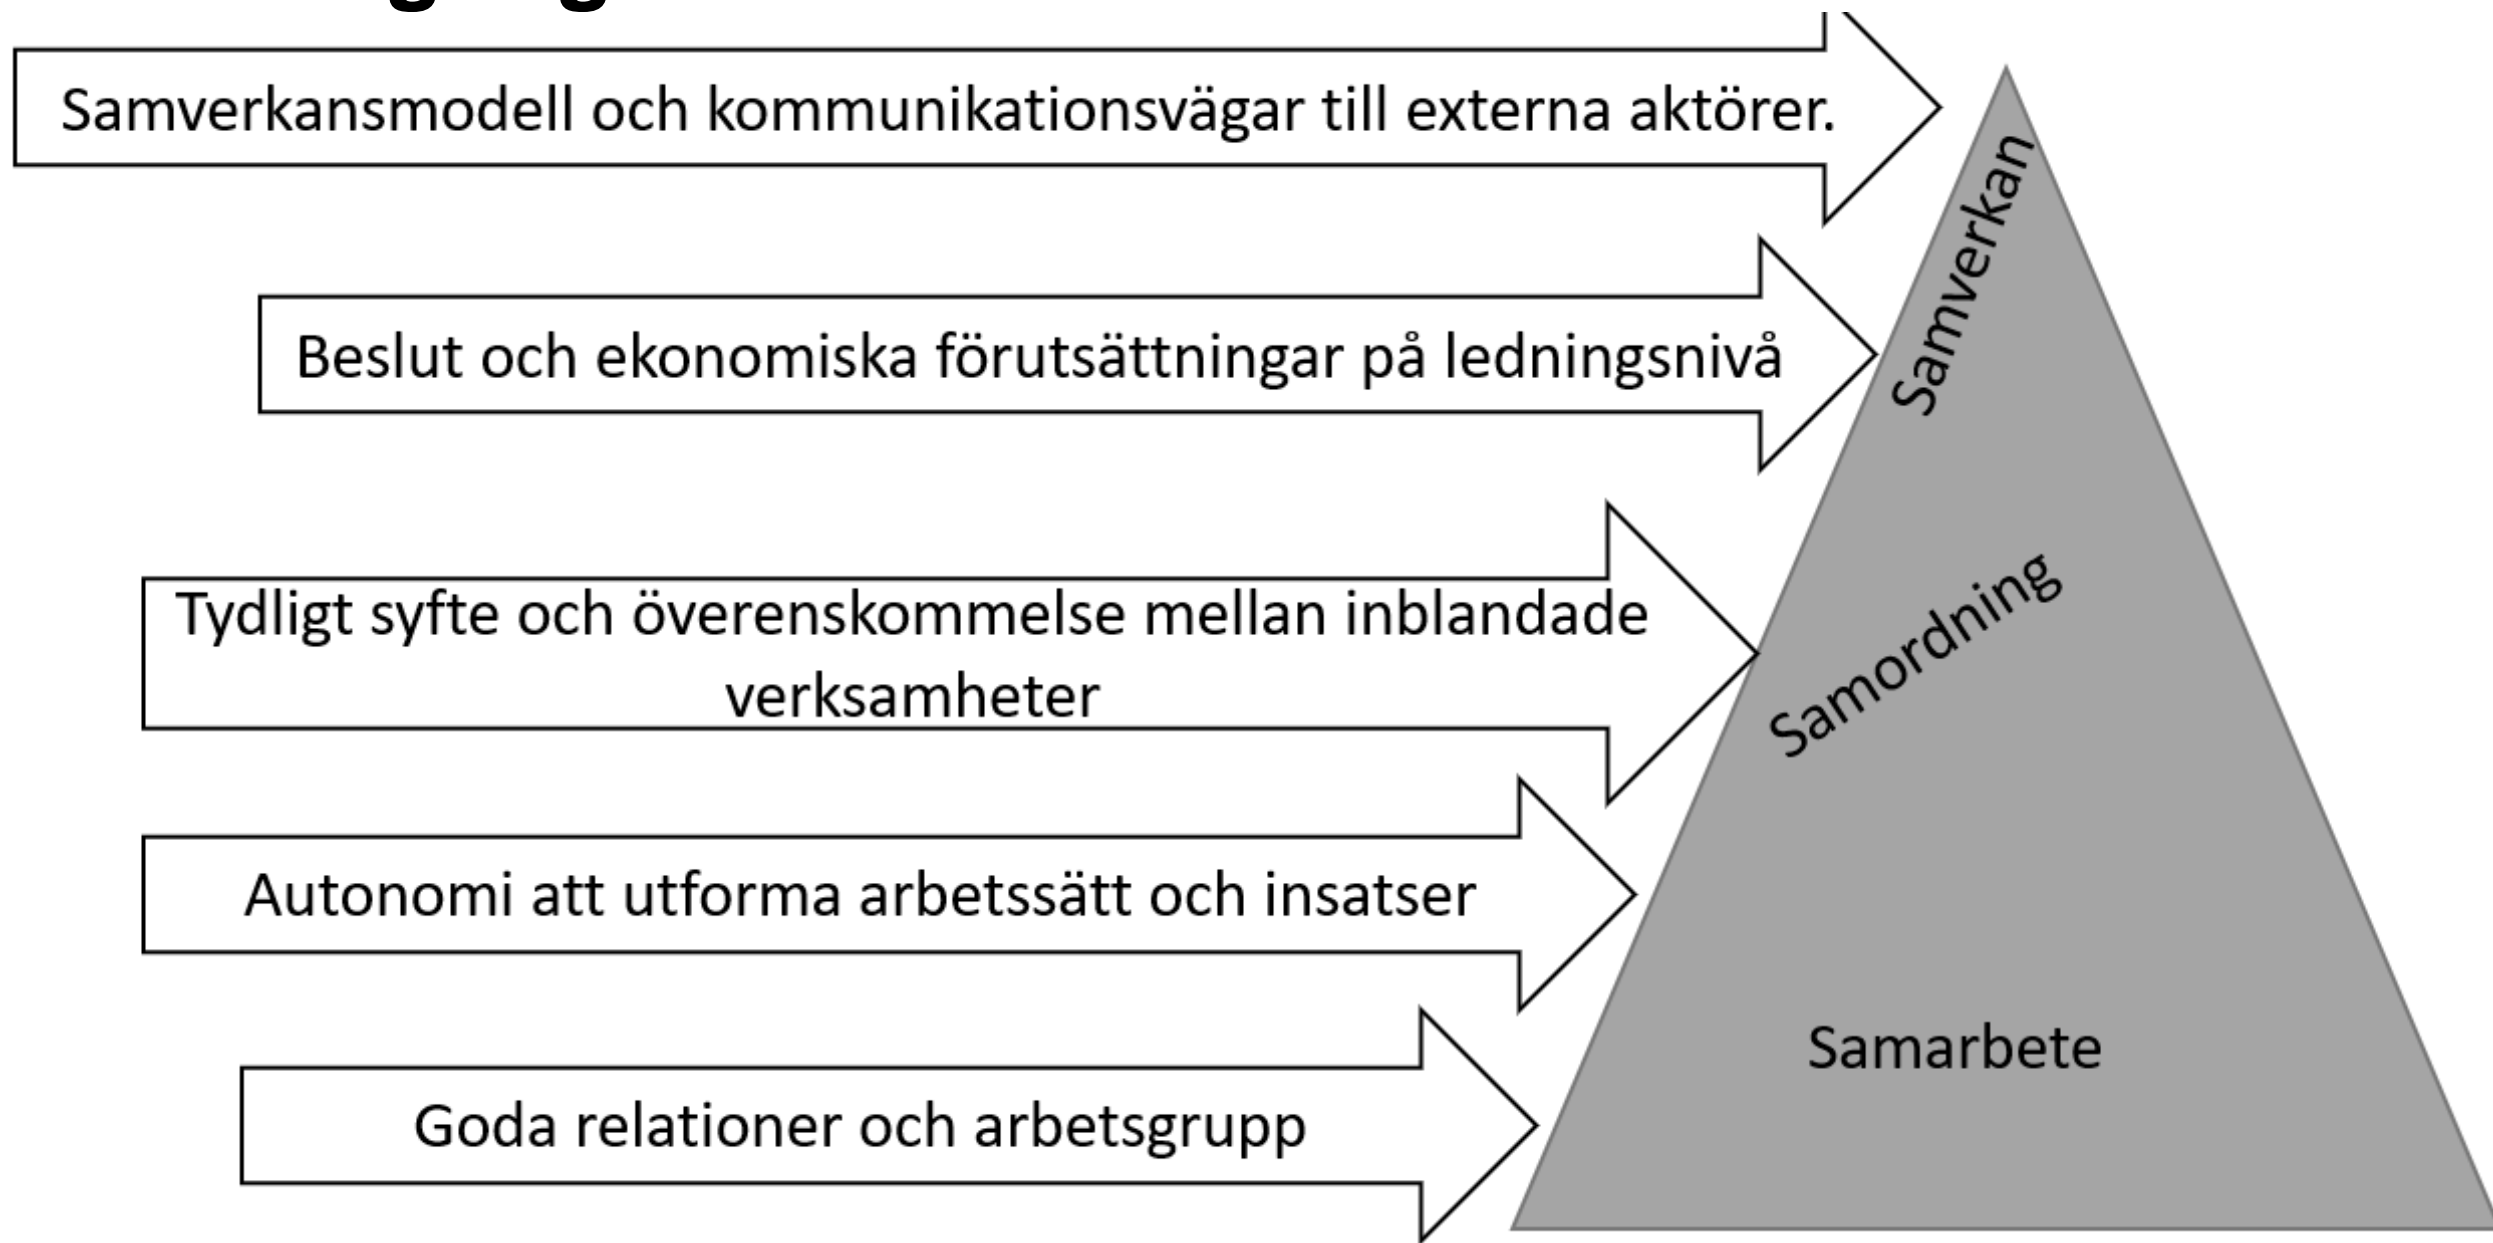 Samverkansmodell och kommunikationsvägar till externa aktörer.
Samverkan
Beslut och ekonomiska förutsättningar på ledningsnivå
Tydligt syfte och överenskommelse mellan inblandade
verksamheter
Samordning
Autonomi att utforma arbetssätt och insatser
Samarbete
Goda relationer och arbetsgrupp